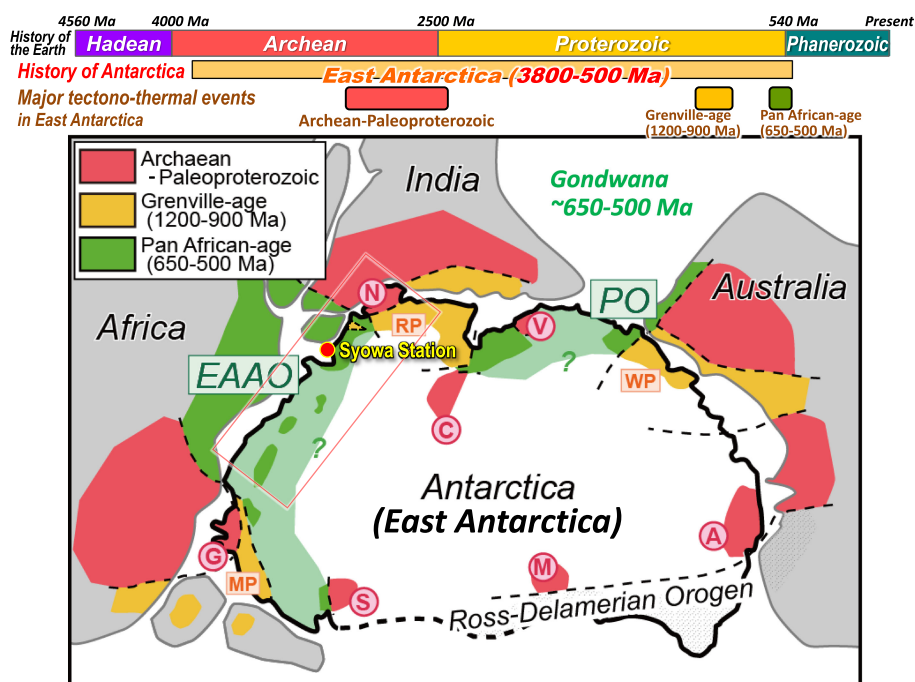 4560 Ma 4000 Ma 2500 Ma 540 Ma Present
History of
the Earth
Hadean Archean Proterozoic Phanerozoic
History of Antarctica East Antarctica (3800-500 Ma)
Major tectono-thermal events
in East Antarctica
Archean-Paleoproterozoic
Grenville-age
(1200-900 Ma)
Pan African-age
(650-500 Ma)
Archaean
-Paleoproterozoic
Grenville-age
(1200-900 Ma)
Pan African-age
(650-500 Ma)
India
Gondwana
~650-500 Ma
Africa
Australia
N
PO
RP
V
Syowa Station
EAAO
?
WP
C
?
Antarctica
(East Antarctica)
A
G
M
MP
S
Ross-Delamerian Orogen